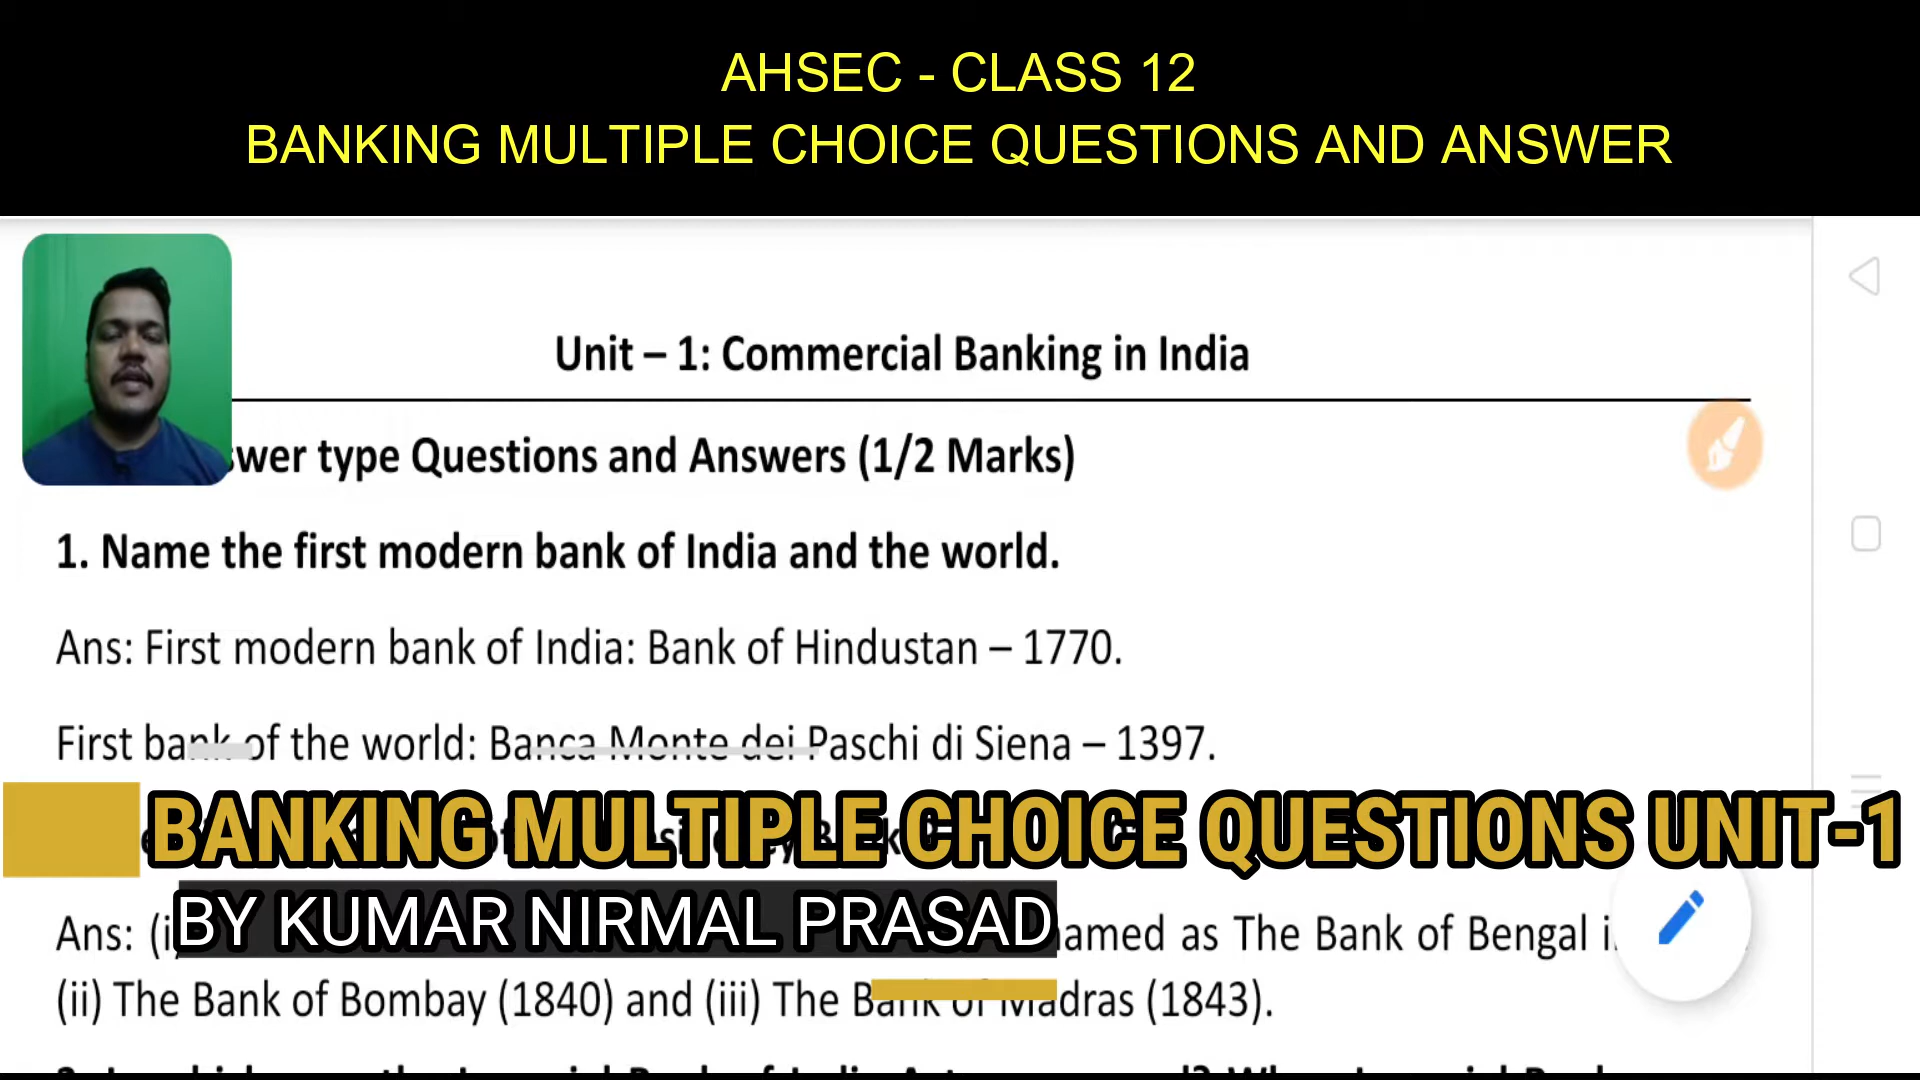 AHSEC - CLASS 12
BANKING MULTIPLE CHOICE QUESTIONS AND ANSWER
Unit – 1: Commercial Banking in India
type Questions and Answers (1/2 Marks)
1. Name the first modern bank of India and the world.
Ans: First modern bank of India: Bank of Hindustan – 1770.
First bank of the world: Banca Monte dei Paschi di Siena – 1397.
BANKING MULTIPLE CHOICE QUESTIONS UNIT-1
BY KUMAR NIRMAL PRASAD
Ans: as The Bank of Bengal
(ii) The Bank of Bombay (1840) and (iii) The Bank of Madras (1843).